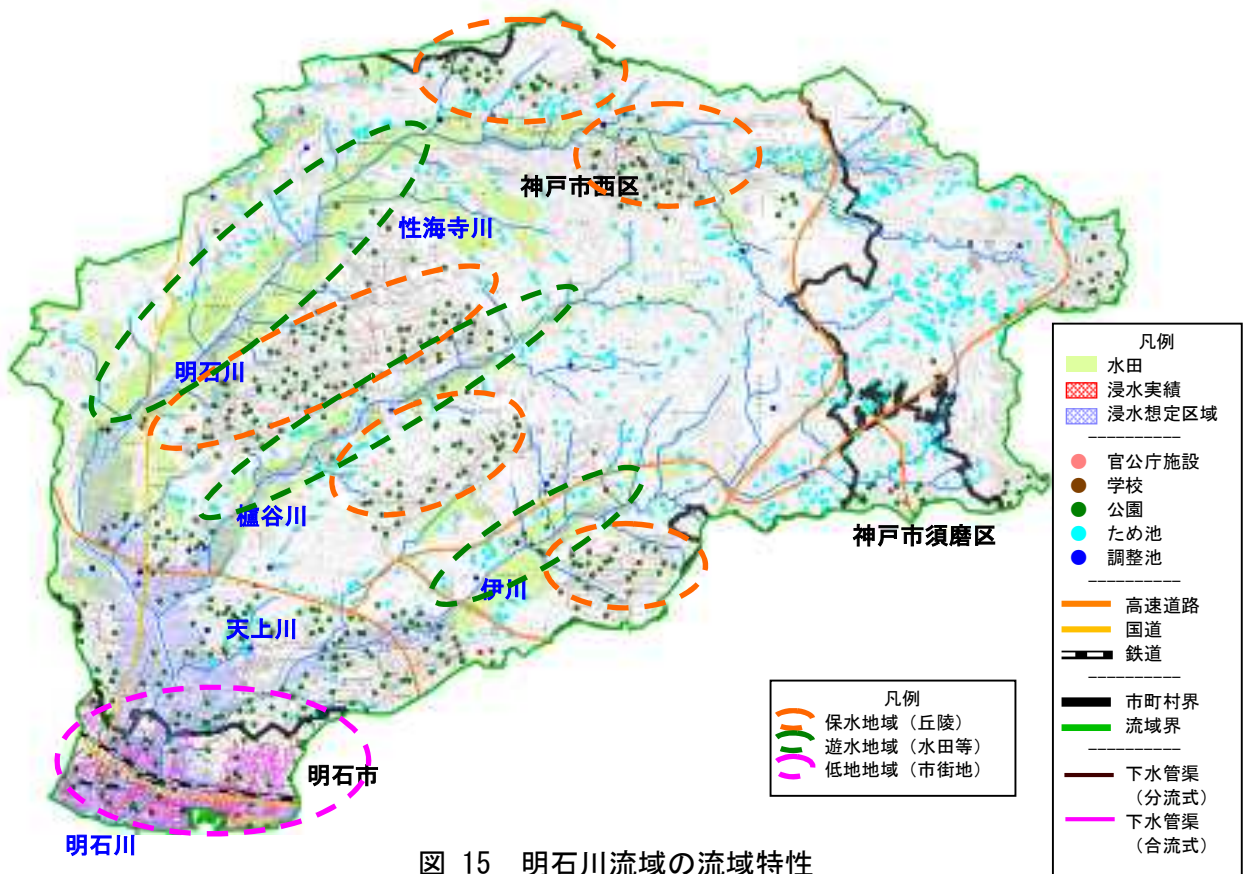 神戸市西区
性海寺川
明石川
櫨谷川
伊川
神戸市須磨区
天上川
明石市
明石川
凡例
保水地域(丘陵)
遊水地域(水田等)
低地地域(市街地)
凡例
水田
浸水実績
浸水想定区域
官公庁施設
学校
公園
ため池
調整池
高速道路
国道
鉄道
市町村界
流域界
下水管渠
(分流式)
下水管渠
(合流式)
図 15 明石川流域の流域特性